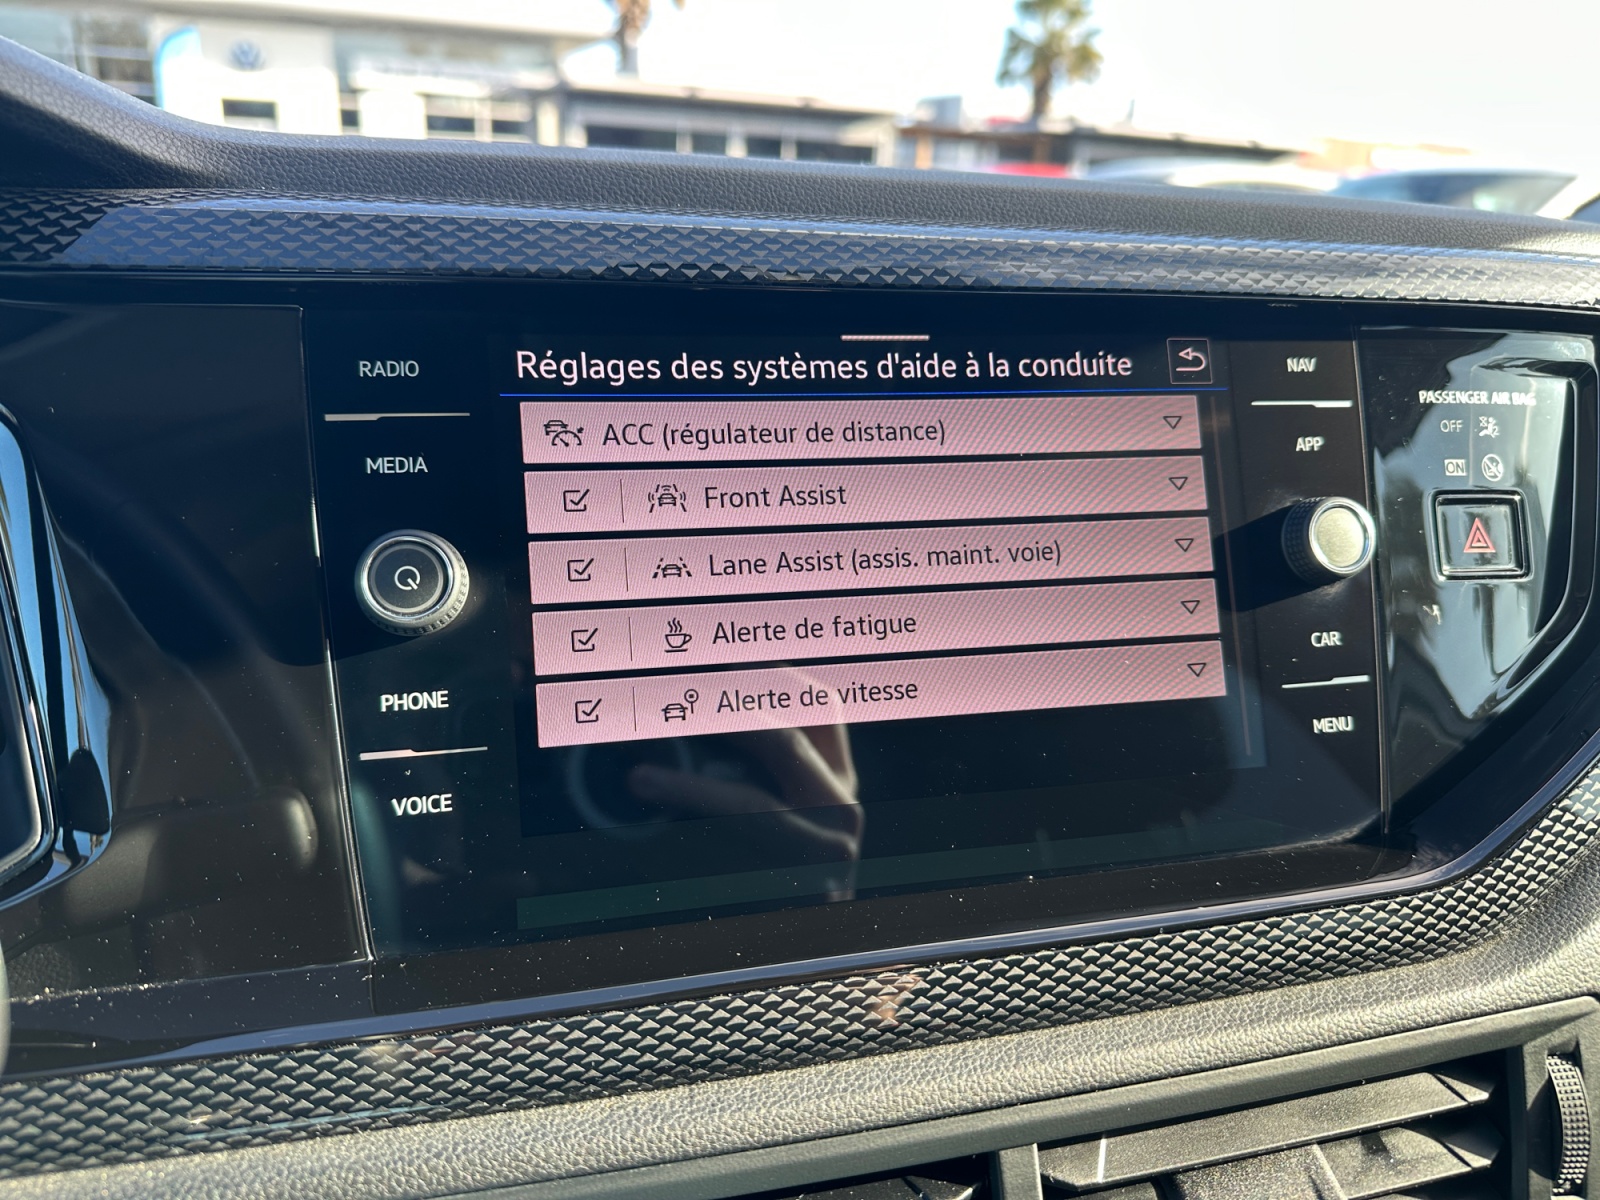 RADIO
MEDIA
PHONE
VOICE
Réglages des systèmes d'aide à la conduite
ACC (régulateur de distance)
Front Assist
Lane Assist (assis. maint. voie)
Alerte de fatigue
Alerte de vitesse
NAV
APP
CAR
MENU
PASSENGER AIR BAG
OFF
ON